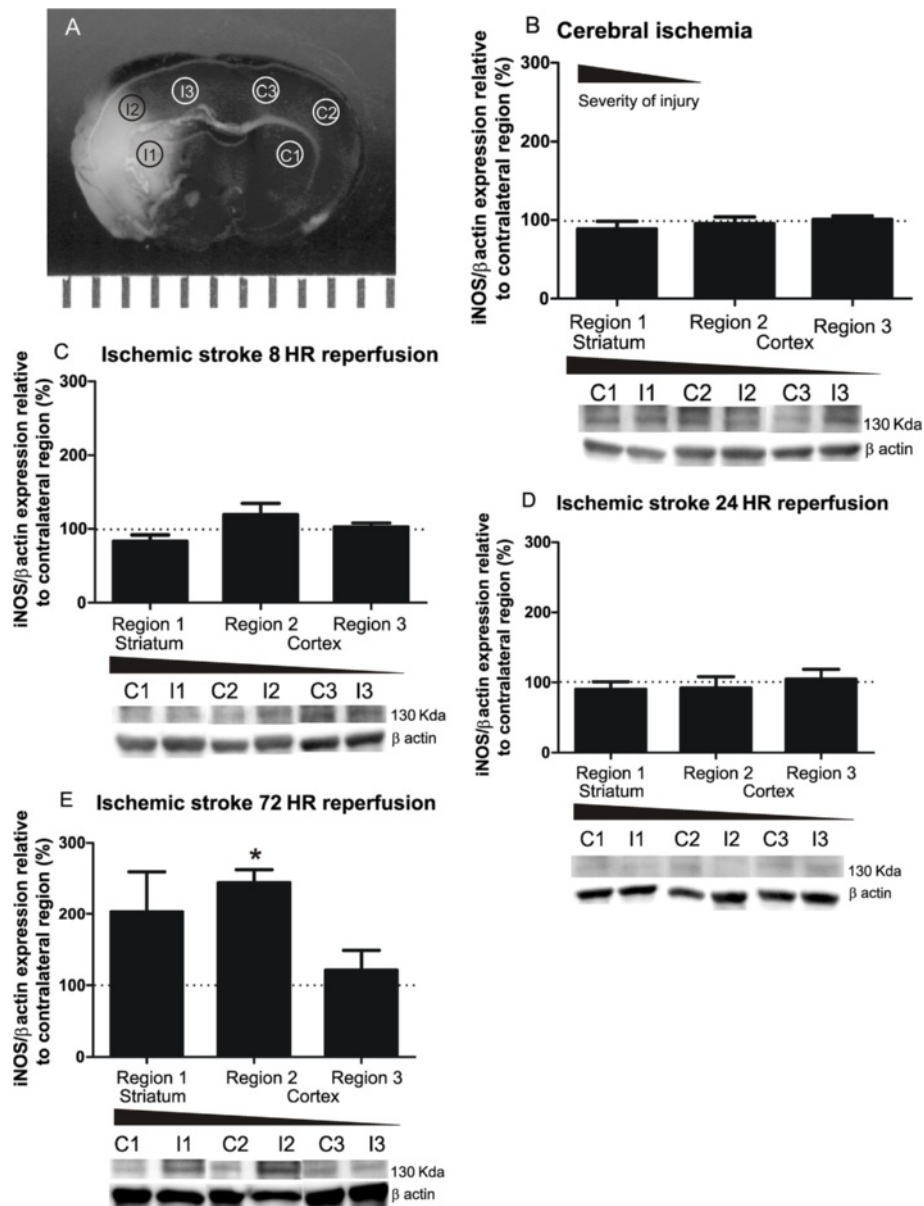 A
I3
C3
I2
C2
I1
C1
B Cerebral ischemia
iNOS/β actin expression relative
to contralateral region (%)
300
200
100
0
Severity of injury
Region 1
Region 2
Region 3
Striatum
Cortex
C1 I1 C2 I2 C3 I3
130 Kda
β actin
C Ischemic stroke 8 HR reperfusion
iNOS/β actin expression relative
to contralateral region (%)
300
200
100
0
Region 1 Region 2 Region 3
Striatum Cortex
C1 I1 C2 I2 C3 I3
130 Kda
β actin
D Ischemic stroke 24 HR reperfusion
iNOS/β actin expression relative
to contralateral region (%)
300
200
100
0
Region 1 Region 2 Region 3
Striatum Cortex
C1 I1 C2 I2 C3 I3
130 Kda
β actin
E Ischemic stroke 72 HR reperfusion
iNOS/β actin expression relative
to contralateral region (%)
300
200
100
0
*
Region 1 Region 2 Region 3
Striatum Cortex
C1 I1 C2 I2 C3 I3
130 Kda
β actin